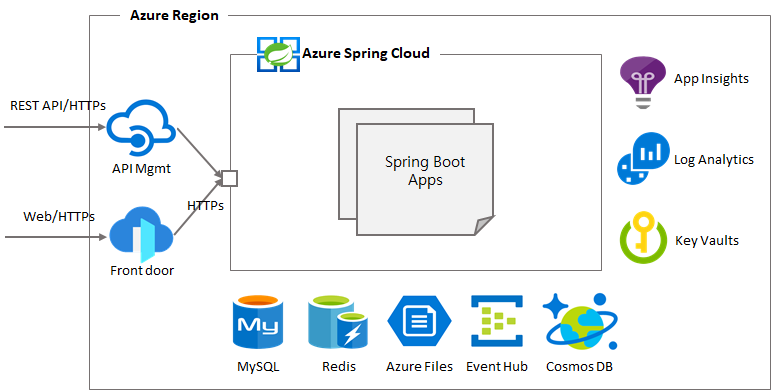 Azure Region
Azure Spring Cloud
App Insights
REST API/HTTPs
API Mgmt
Spring Boot
Apps
Log Analytics
HTTPs
Web/HTTPs
Front door
Key Vaults
My
MySQL
Redis
Azure Files
Event Hub
Cosmos DB